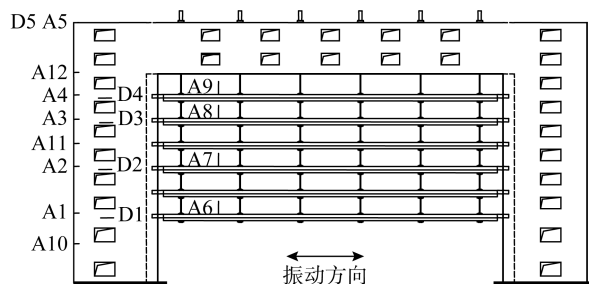 D5 A5
A12
A9
A4 D4
A3 D3 A8
A11
A2 D2 A7
A1 D1 A6
A10
振动方向